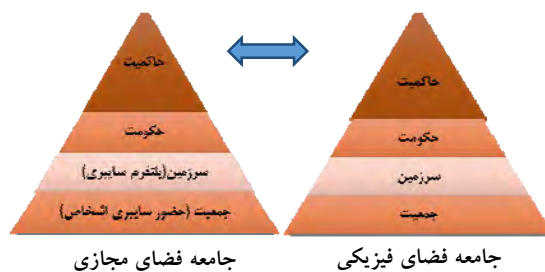 حاکمیت
حکومت
سرزمین
جمعیت
جامعه فضای فیزیکی
حاکمیت
حکومت
سرزمین(پلتفرم سایبری)
جمعیت (حضور سایبری اشخاص)
جامعه فضای مجازی